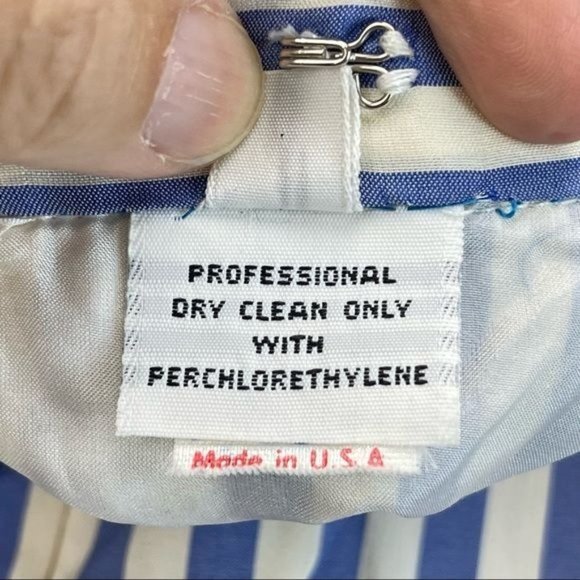 PROFESSIONAL
DRY CLEAN ONLY
WITH
PERCHLORETHYLENE
Made in U.S.A